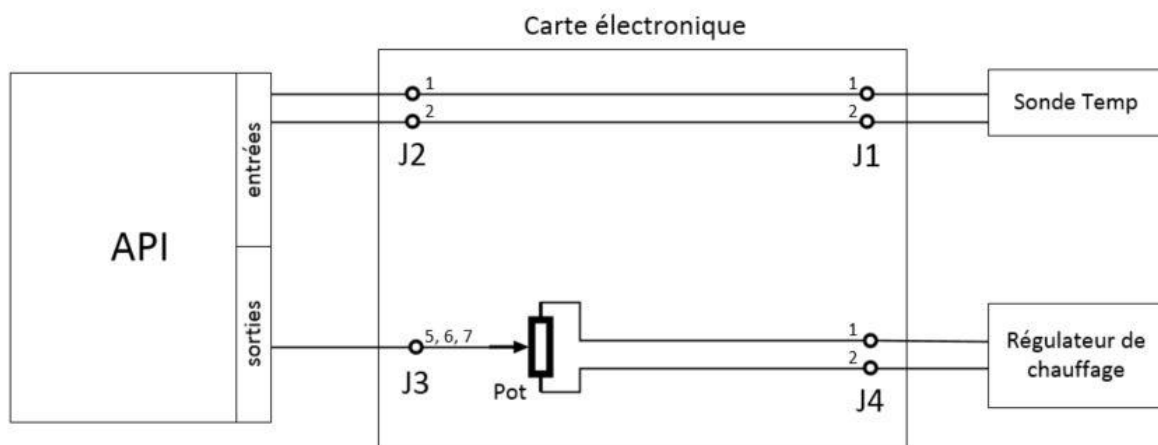 Carte électronique
API
entrées
sorties
1
2
J2
1
2
J1
Sonde Temp
5, 6, 7
J3
Pot
1
2
J4
Régulateur de
chauffage